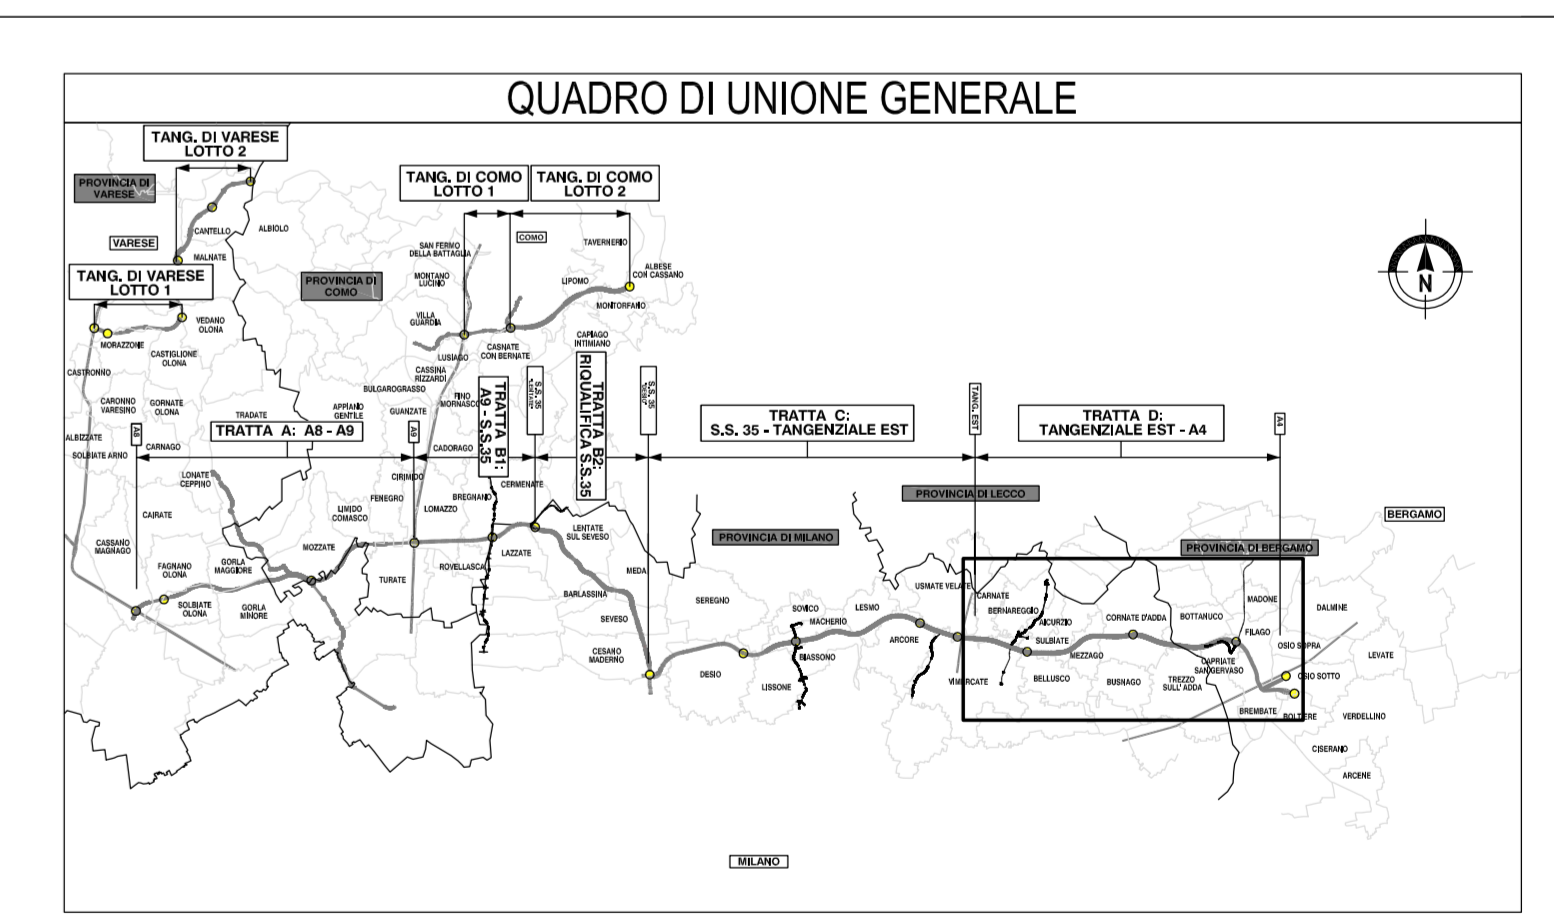 QUADRO DI UNIONE GENERALE
TANG. DI VARESE
LOTTO 2
PROVINCIA DI
VARESE
TANG. DI COMO
LOTTO 1
TANG. DI COMO
LOTTO 2
CANTELLO
ALBIOLO
VARESE
MALNATE
SAN FERMO
DELLA BATTAGLIA
COMO
TAVERNERIO
TANG. DI VARESE
LOTTO 1
PROVINCIA DI
COMO
MONTANO
LUCINO
LIPOMO
ALBESE
CON CASSANO
MONTORFANO
N
VEDANO
OLONA
VILLA
GUARDIA
MORAZZONE
CASTIGLIONE
OLONA
LUSIAGO
CASNATE
CON BERNATE
CAPIAGO
INTIMIANO
CASTRONNO
CASSINA
RIZZARDI
BULGAROGRASSO
FINO
MORNASCO
CARONNO
VARESINO
GORNATE
OLONA
TRADATE
APPIANO
GENTILE
GUANZATE
TRATTA B1:
A9 - S.S.35
S.S. 35
TRATTA B2:
RIQUALIFICA S.S.35
S.S. 35
TRATTA C:
S.S. 35 - TANGENZIALE EST
TANG. EST
TRATTA D:
TANGENZIALE EST - A4
A4
ALBIZZATE
A8
TRATTA A: A8 - A9
A9
SOLBIATE ARNO
CARNAGO
CADORAGO
LONATE
CEPPINO
CIRIMIDO
CERMENATE
FENEGRO
BREGNANO
CAIRATE
LIMIDO
COMASCO
LOMAZZO
PROVINCIA DI LECCO
BERGAMO
LENTATE
SUL SEVESO
PROVINCIA DI MILANO
CASSANO
MAGNAGO
MOZZATE
LAZZATE
PROVINCIA DI BERGAMO
FAGNANO
OLONA
GORLA
MAGGIORE
ROVELLASCA
MEDA
TURATE
USMATE VELATE
CARNATE
BARLASSINA
SEREGNO
SOLBIATE
OLONA
GORLA
MINORE
SOVICO
LESMO
BERNAREGGIO
MADONE
DALMINE
SEVESO
MACHERIO
AICURZIO
CORNATE D'ADDA
BOTTANUCO
ARCORE
SULBIATE
FILAGO
OSIO SOPRA
CESANO
MADERNO
BIASSONO
MEZZAGO
CAPRIATE
SAN GERVASO
LEVATE
DESIO
LISSONE
VIMERCATE
BELLUSCO
BUSNAGO
TREZZO
SULL' ADDA
OSIO SOTTO
BREMBATE
BOLTIERE
VERDELLINO
CISERANO
ARCENE
MILANO